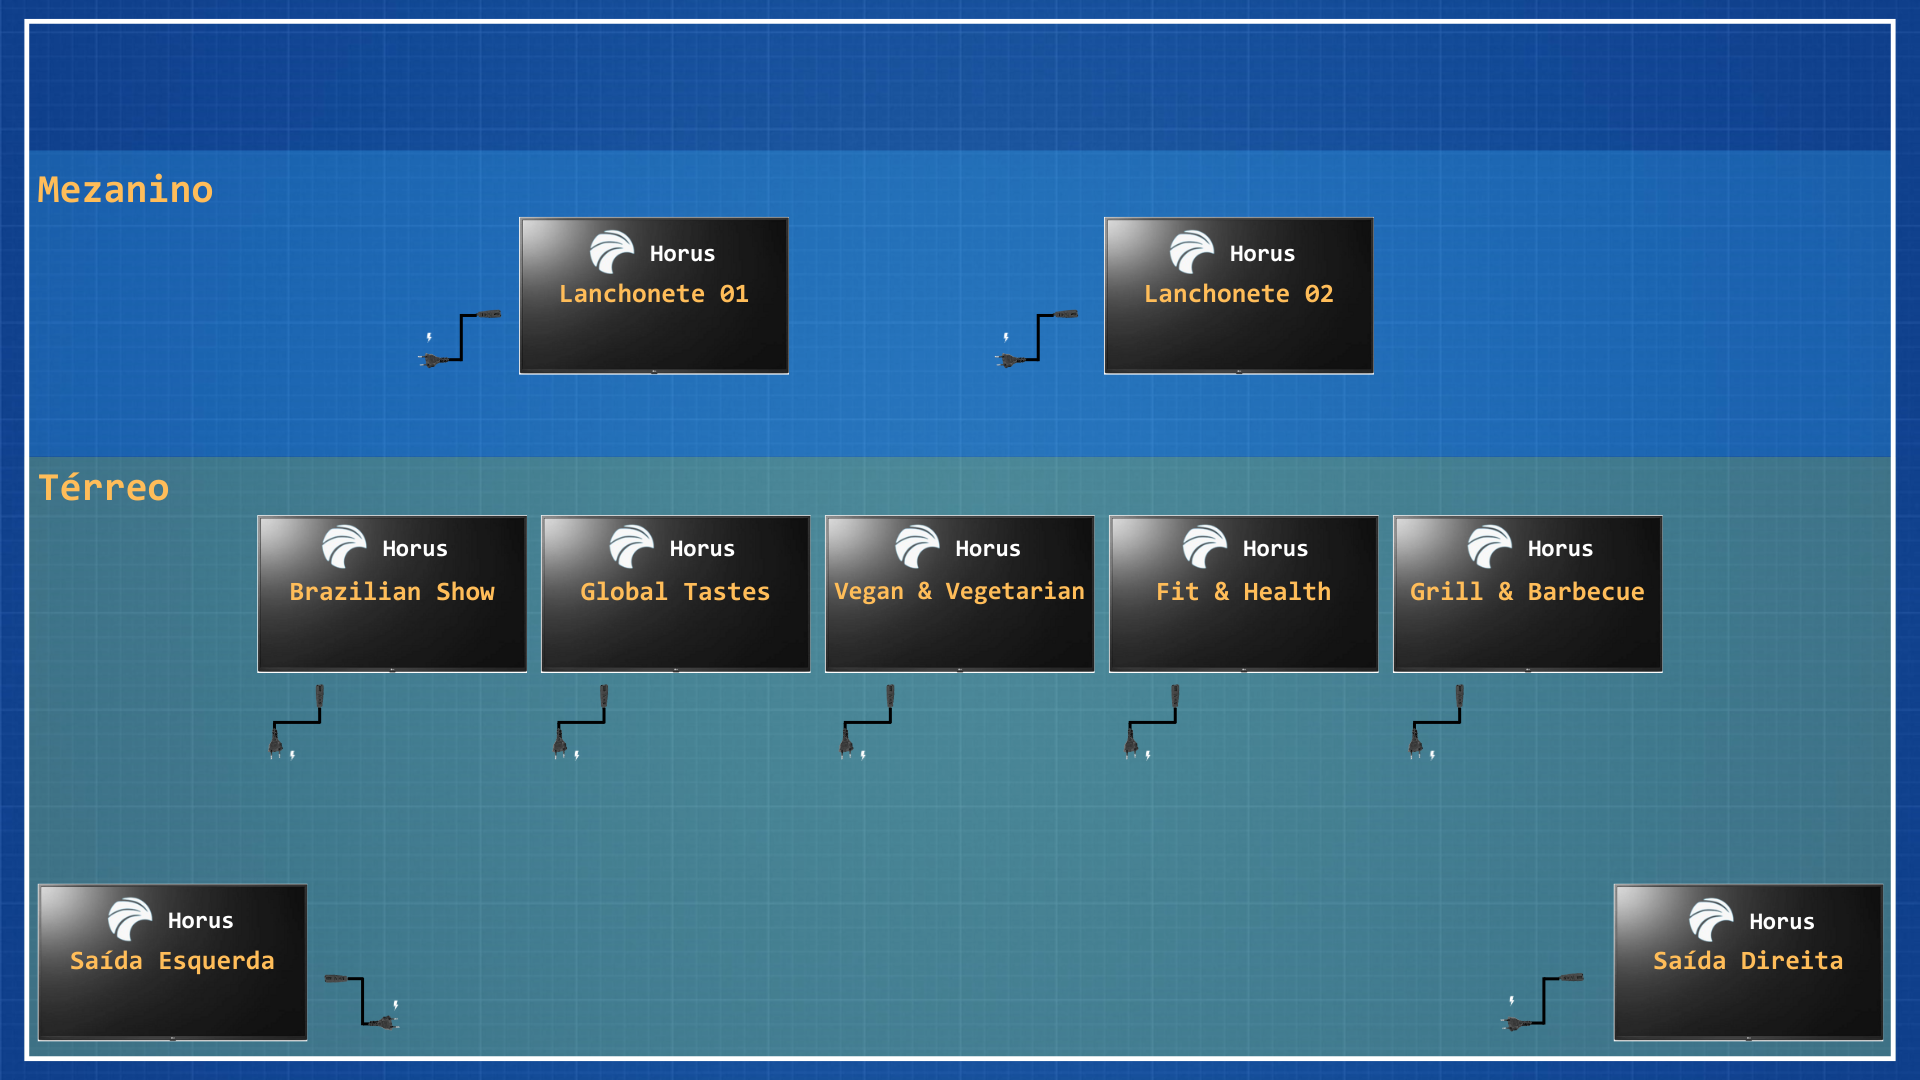 Mezanino
Horus
Lanchonete 01
Horus
Lanchonete 02
Térreo
Horus
Brazilian Show
Horus
Global Tastes
Horus
Vegan & Vegetarian
Horus
Fit & Health
Horus
Grill & Barbecue
Horus
Saída Esquerda
Horus
Saída Direita